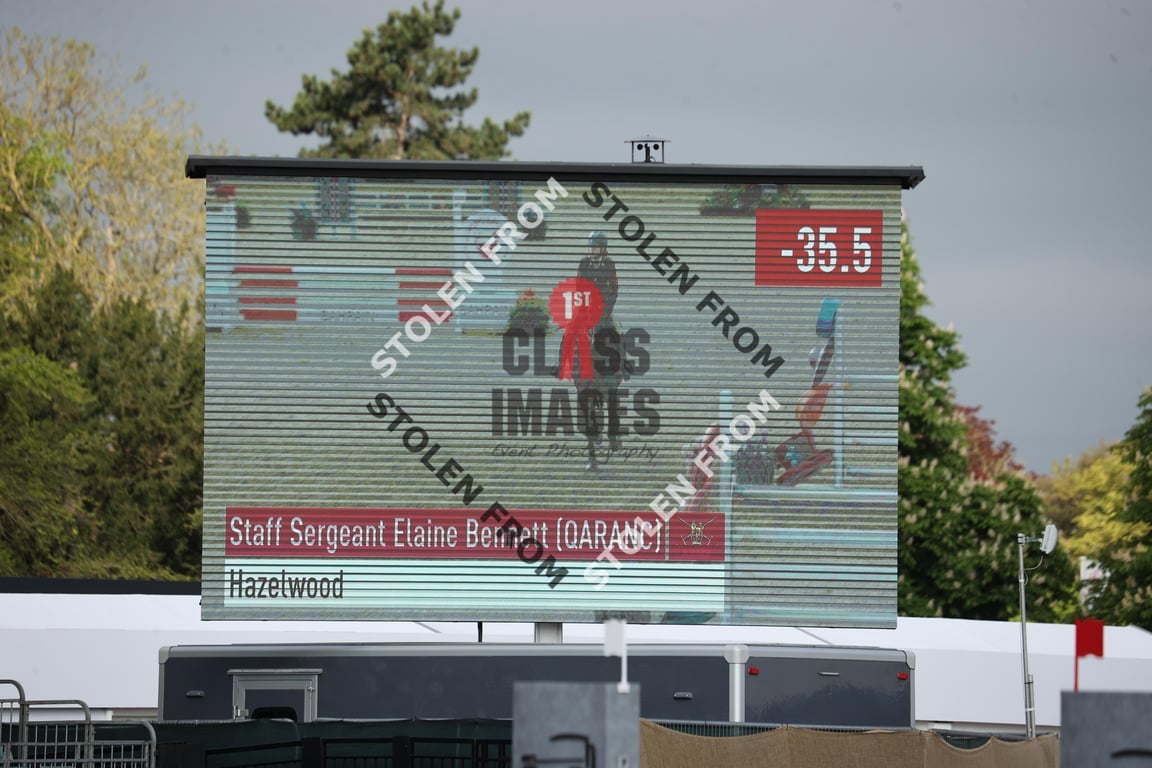 -35.5
STOLEN FROM
STOLEN FROM
1ST
CLASS
IMAGES
Event Photography
STOLEN FROM
STOLEN FROM
Staff Sergeant Elaine Bennett (QARANC)
Hazelwood